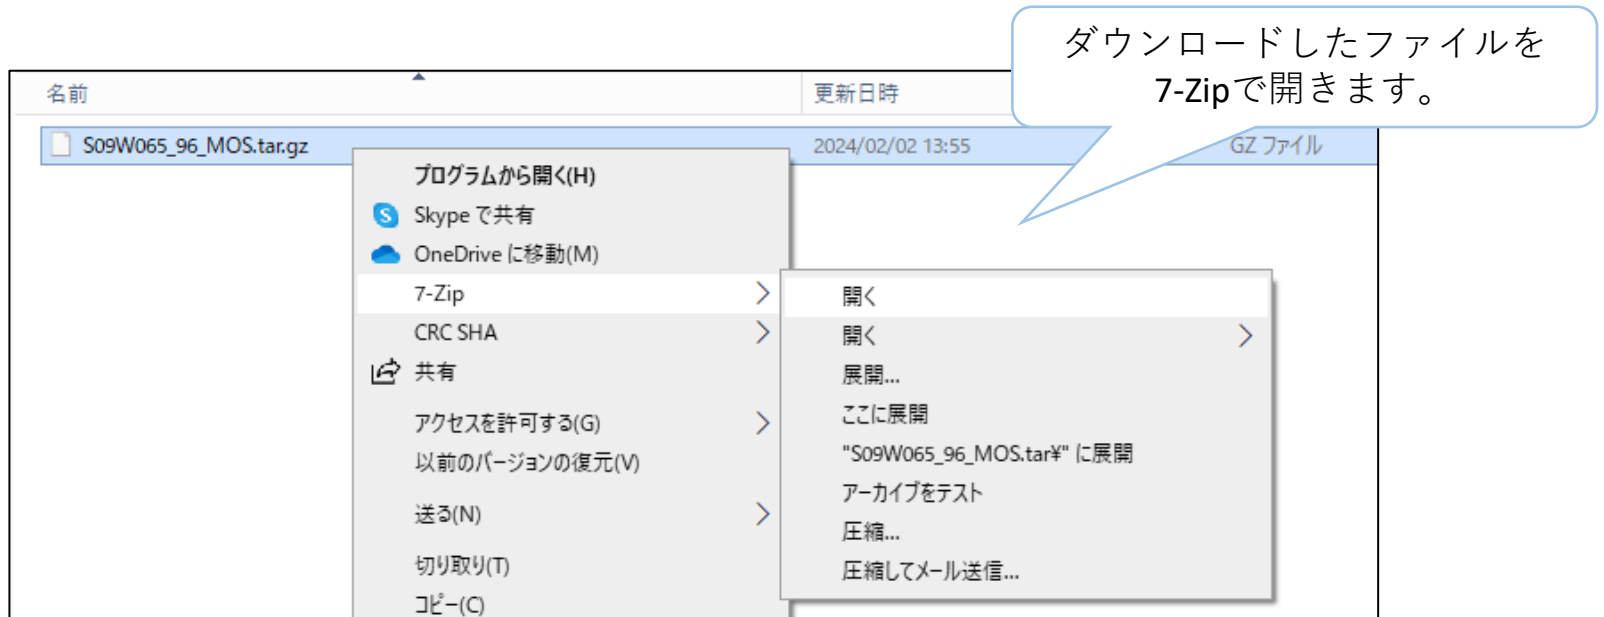 ダウンロードしたファイルを
7-Zipで開きます。
名前
更新日時
S09W065_96_MOS.tar.gz
2024/02/02 13:55
GZ ファイル
プログラムから開く(H)
Skype で共有
OneDrive に移動(M)
7-Zip
CRC SHA
共有
アクセスを許可する(G)
以前のバージョンの復元(V)
送る(N)
切り取り(T)
コピー(C)
開く
開く
展開...
ここに展開
"S09W065_96_MOS.tar¥" に展開
アーカイブをテスト
圧縮...
圧縮してメール送信...